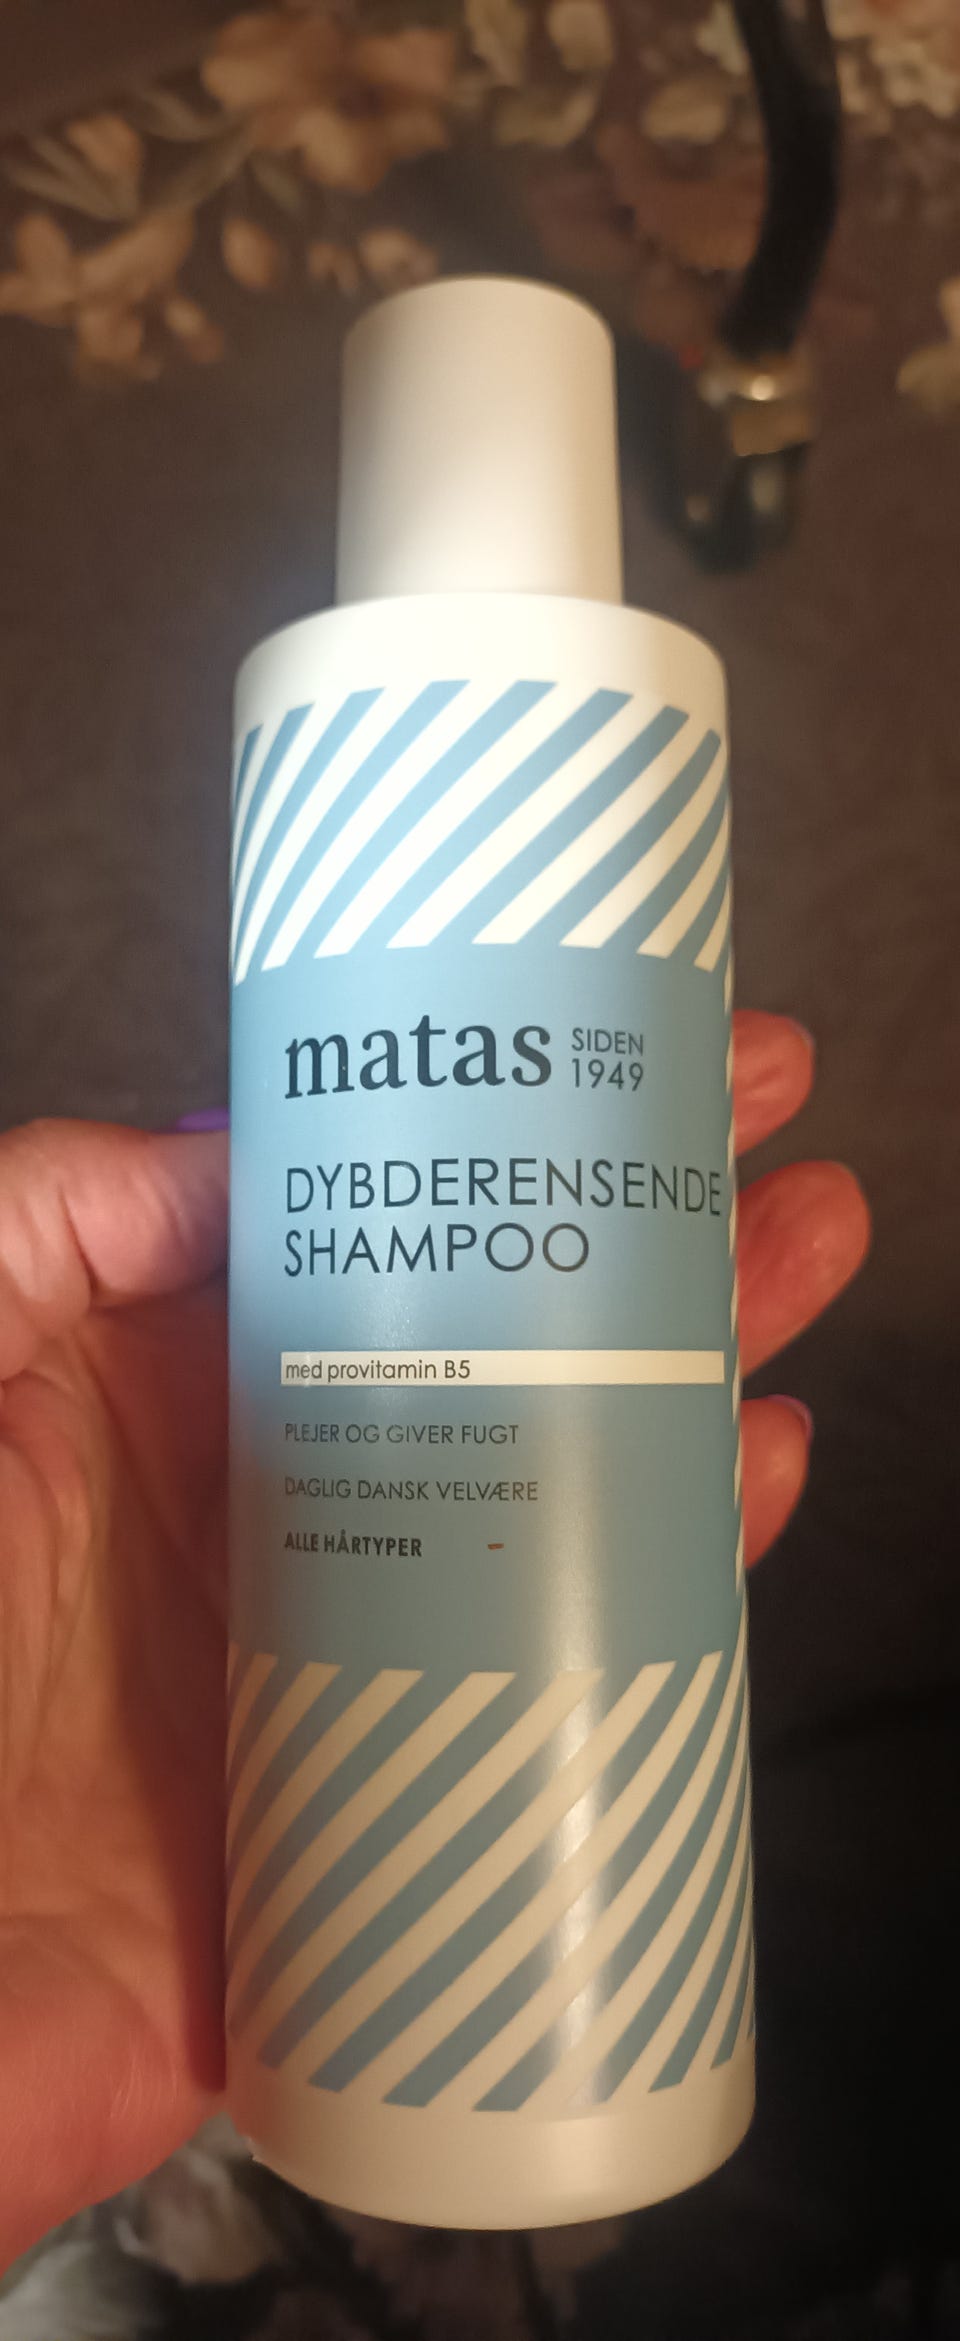 matas SIDEN 1949
DYBDERENSENDE
SHAMPOO
med provitamin B5
PLEJER OG GIVER FUGT
DAGLIG DANSK VELVÆRE
ALLE HÅRTYPER